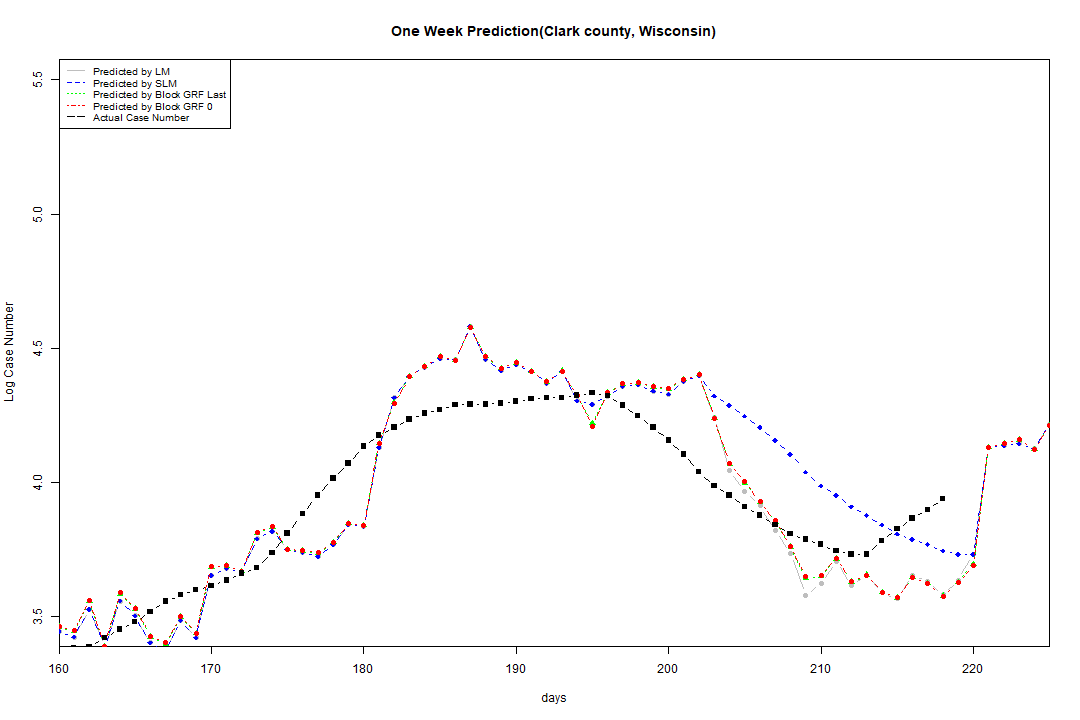 One Week Prediction(Clark county, Wisconsin)
Predicted by LM
Predicted by SLM
Predicted by Block GRF Last
Predicted by Block GRF 0
Actual Case Number
5.5
5.0
4.5
4.0
3.5
Log Case Number
160 170 180 190 200 210 220
days